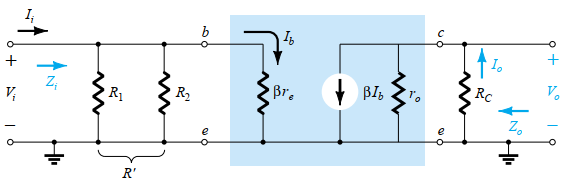 I_i
b
I_b
c
+
Z_i
V_i
R_1
R_2
βr_e
βI_b
r_o
I_o
R_C
+
V_o
Z_o
−
e
e
−
R'